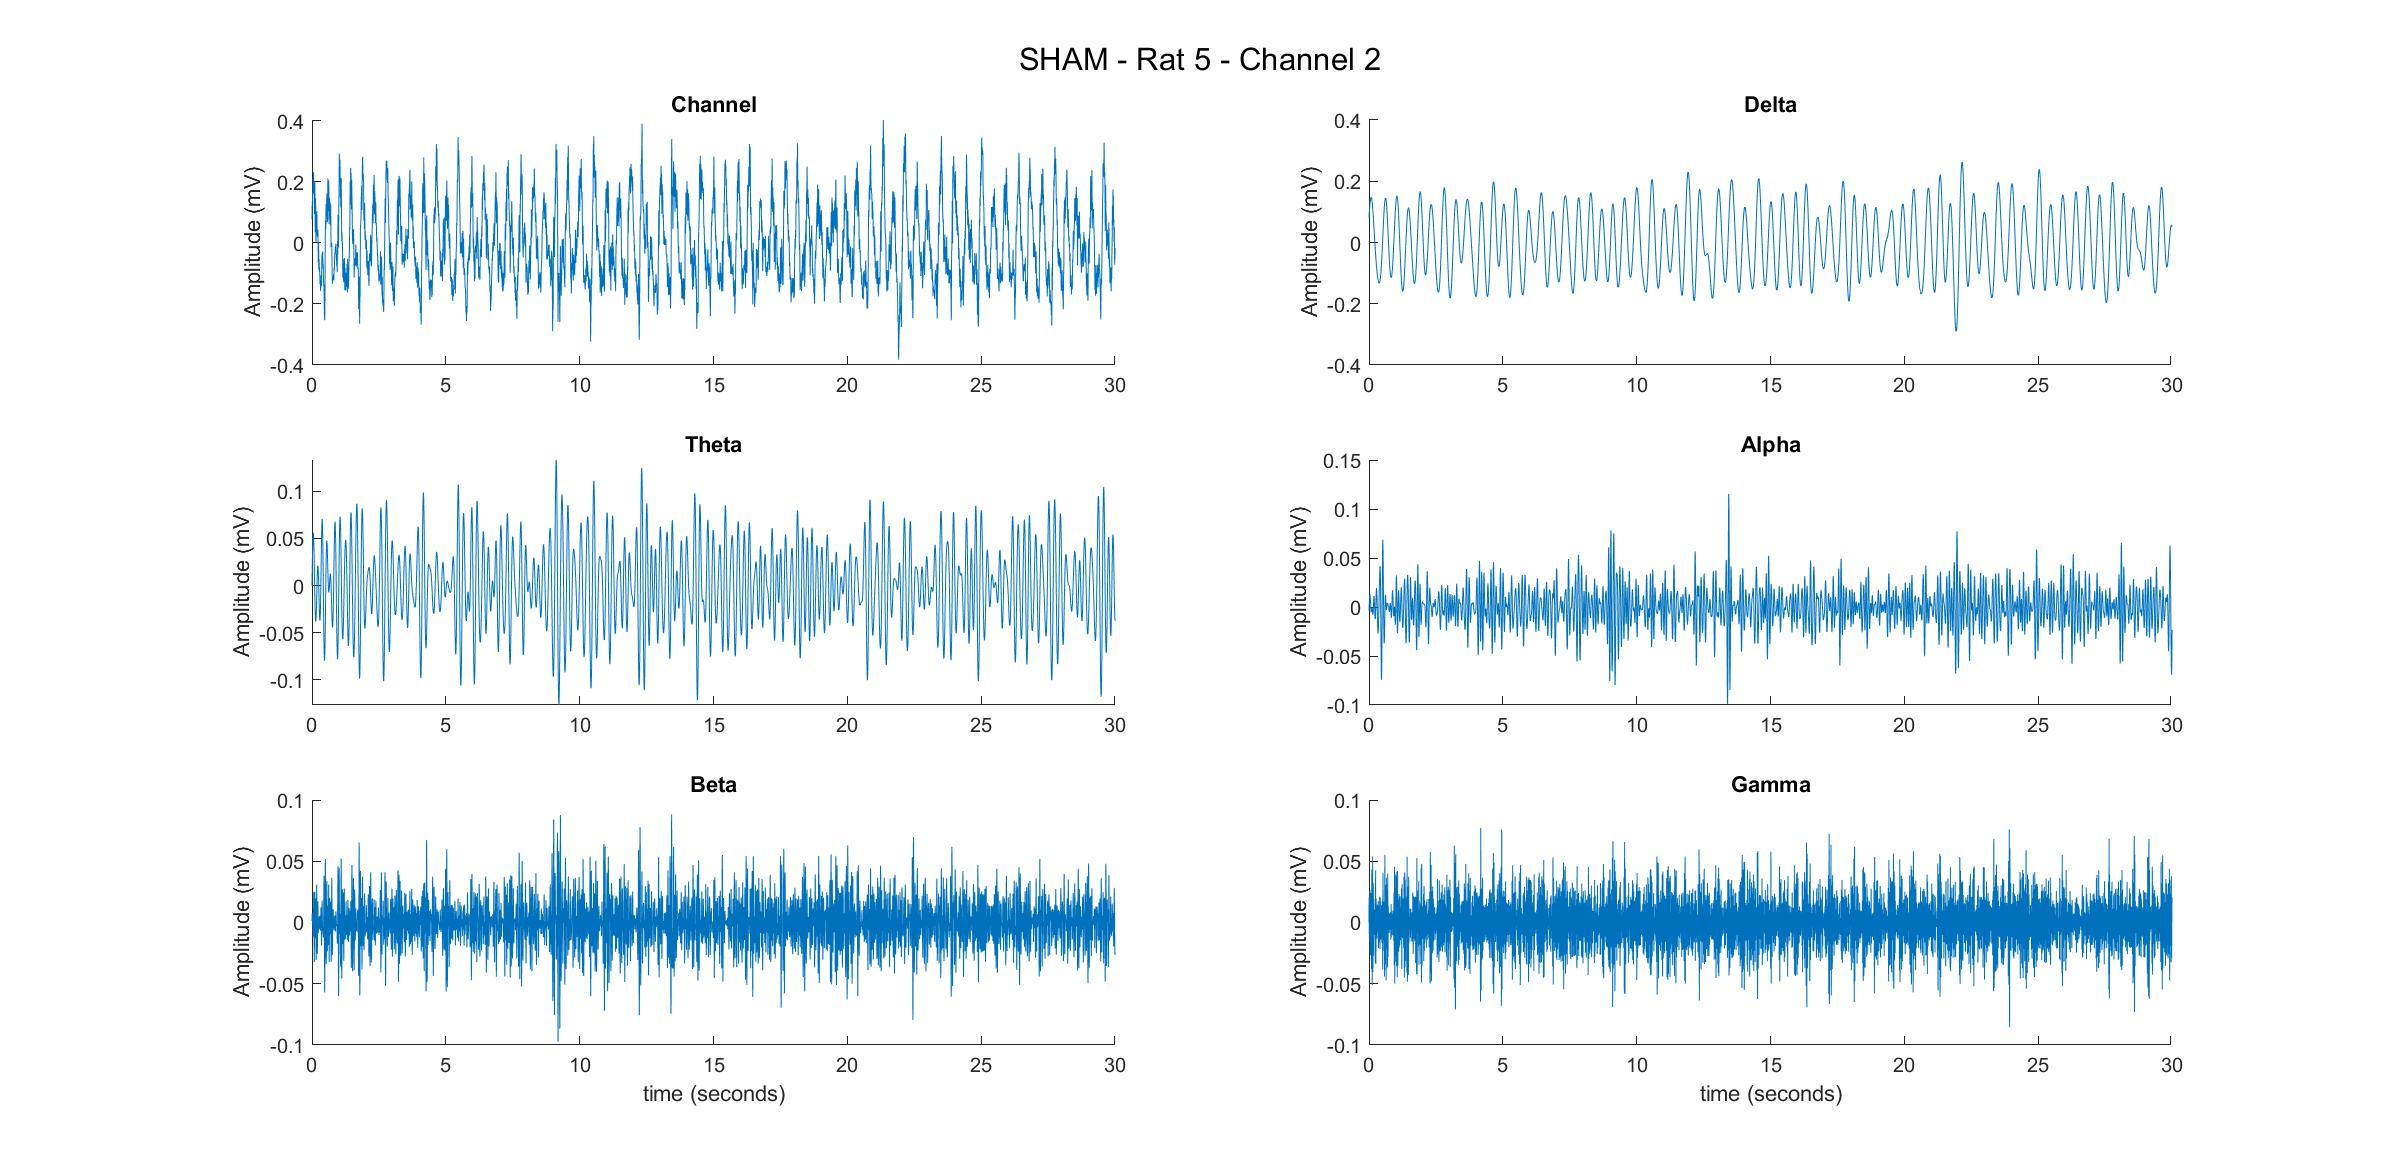 SHAM - Rat 5 - Channel 2
Channel
Amplitude (mV)
0.4
0.2
0
-0.2
-0.4
0 5 10 15 20 25 30
Delta
Amplitude (mV)
0.4
0.2
0
-0.2
-0.4
0 5 10 15 20 25 30
Theta
Amplitude (mV)
0.1
0.05
0
-0.05
-0.1
0 5 10 15 20 25 30
Alpha
Amplitude (mV)
0.15
0.1
0.05
0
-0.05
-0.1
0 5 10 15 20 25 30
Beta
Amplitude (mV)
0.1
0.05
0
-0.05
-0.1
0 5 10 15 20 25 30
time (seconds)
Gamma
Amplitude (mV)
0.1
0.05
0
-0.05
-0.1
0 5 10 15 20 25 30
time (seconds)